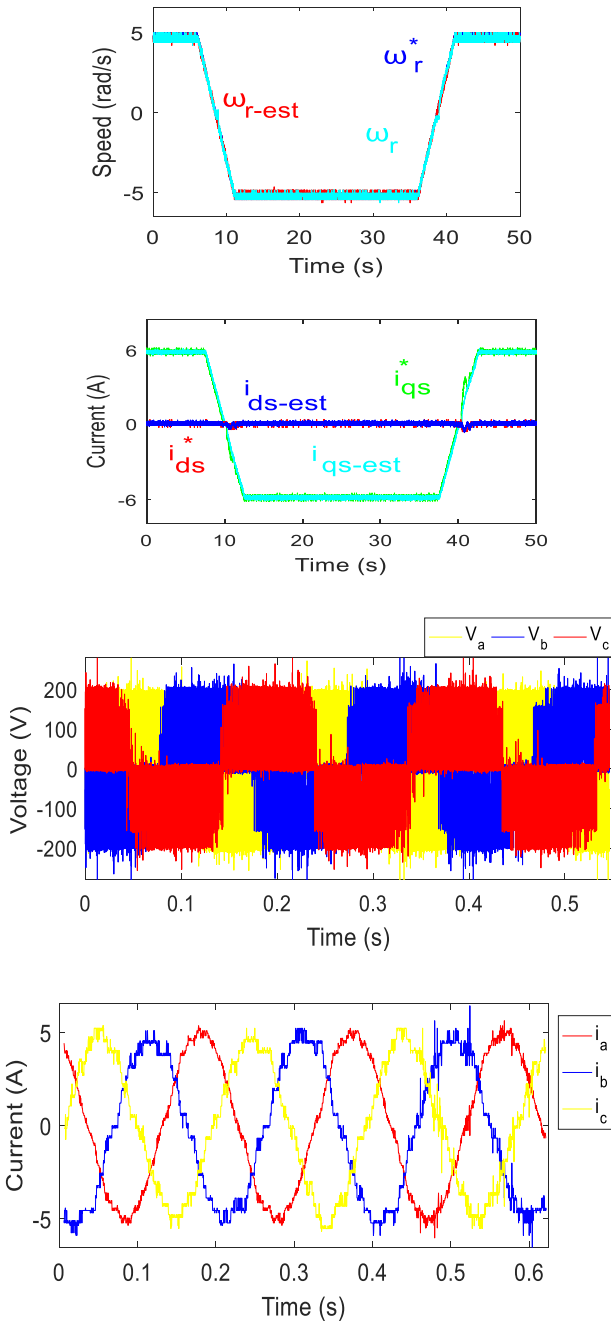 5
0
-5
Speed (rad/s)
ω*r
ωr-est
ωr
0 10 20 30 40 50
Time (s)
6
0
-6
Current (A)
ids-est
i*qs
i*ds
iqs-est
0 10 20 30 40 50
Time (s)
Va Vb Vc
200
100
0
-100
-200
Voltage (V)
0 0.1 0.2 0.3 0.4 0.5
Time (s)
5
0
-5
Current (A)
ia
ib
ic
0 0.1 0.2 0.3 0.4 0.5 0.6
Time (s)